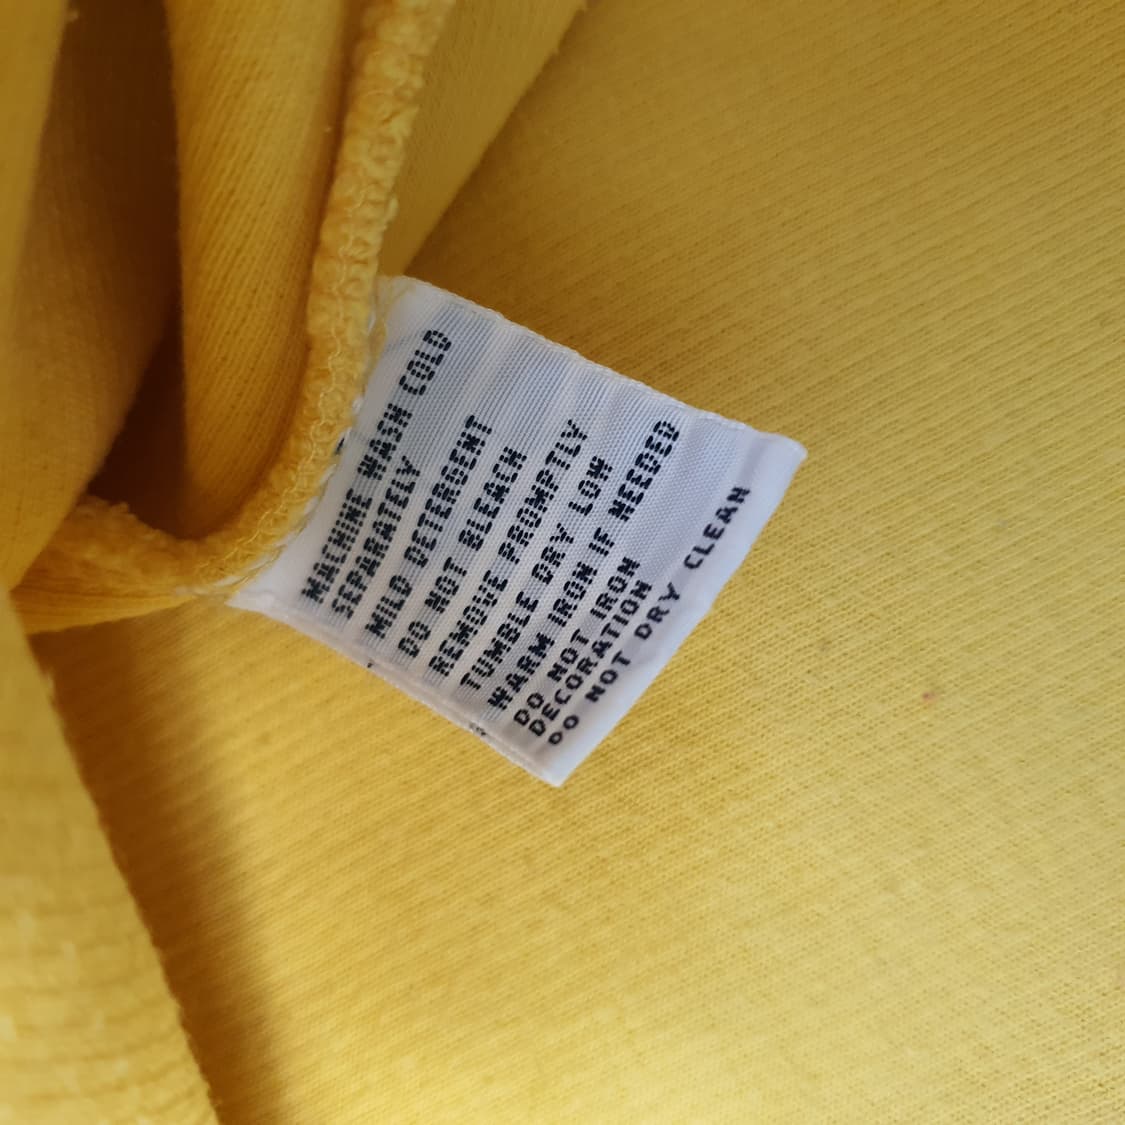 MACHINE WASH COLD
SEPARATELY
MILD DETERGENT
DO NOT BLEACH
REMOVE PROMPTLY
TUMBLE DRY LOW
WARM IRON IF NEEDED
DO NOT IRON
DECORATION
DO NOT DRY CLEAN